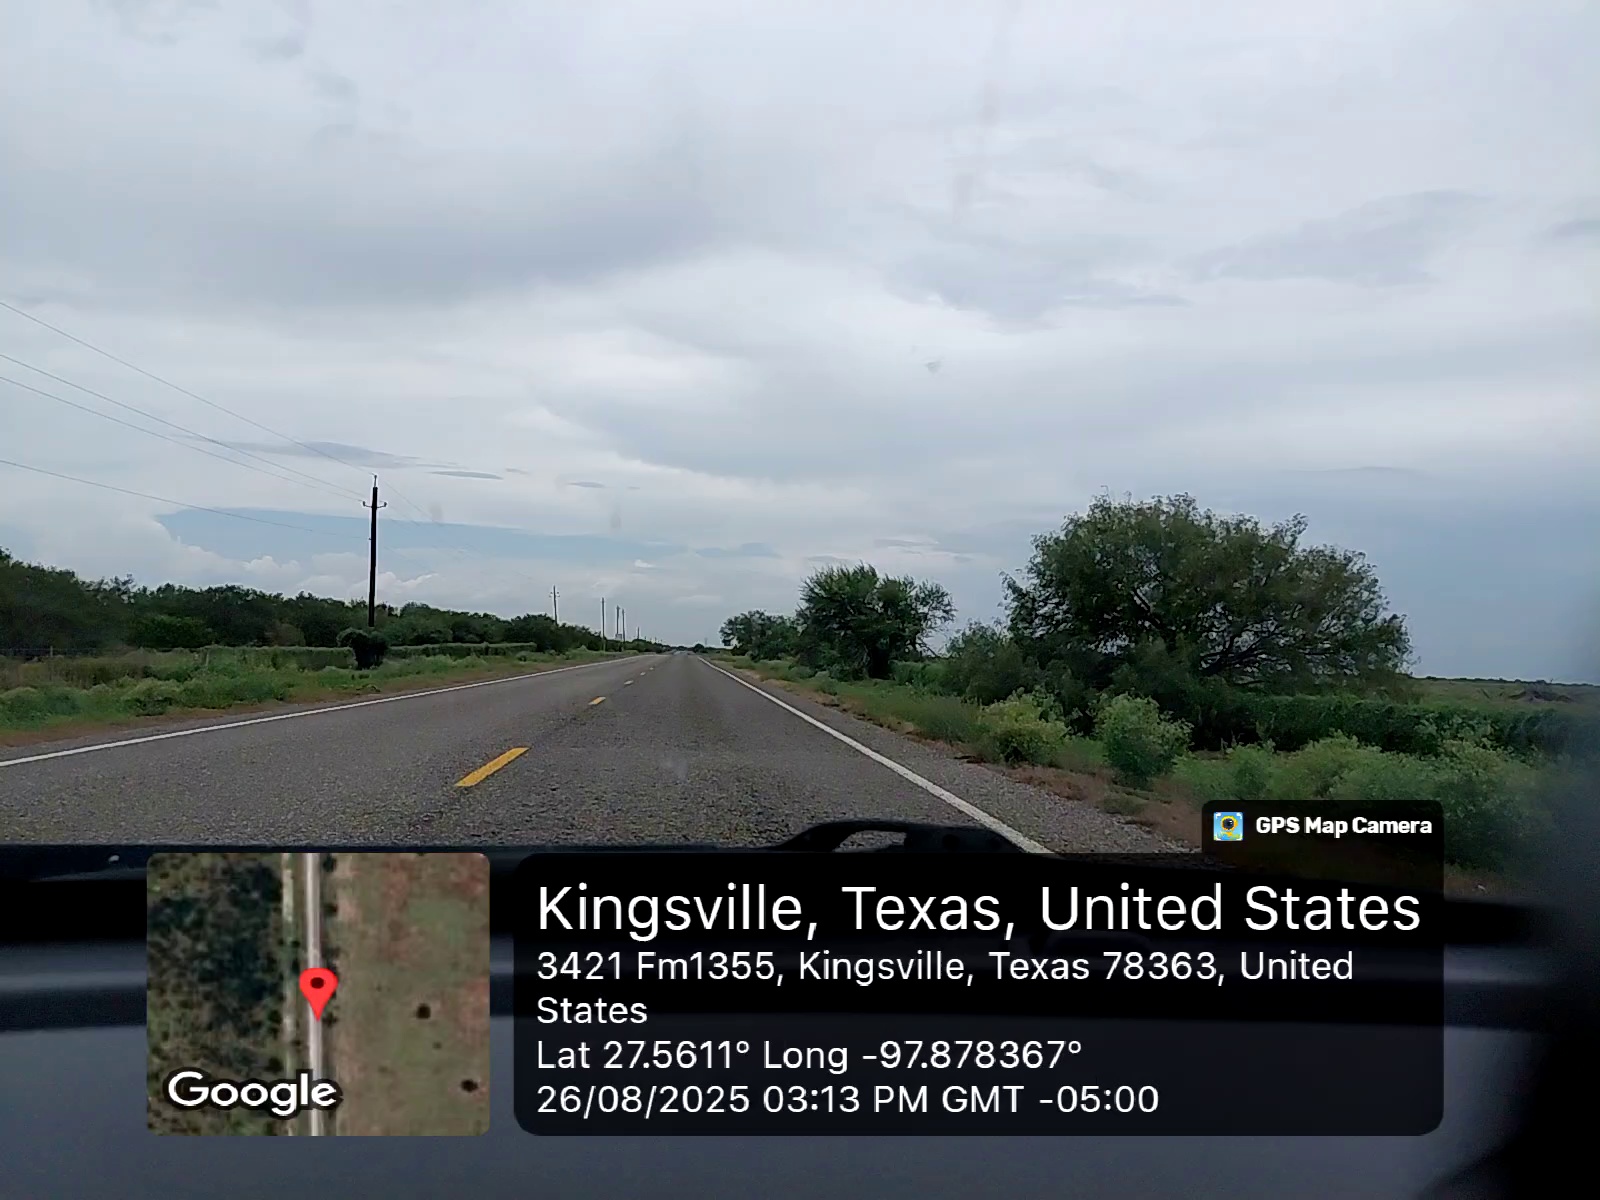 GPS Map Camera
Kingsville, Texas, United States
3421 Fm1355, Kingsville, Texas 78363, United
States
Lat 27.5611° Long -97.878367°
26/08/2025 03:13 PM GMT -05:00
Google